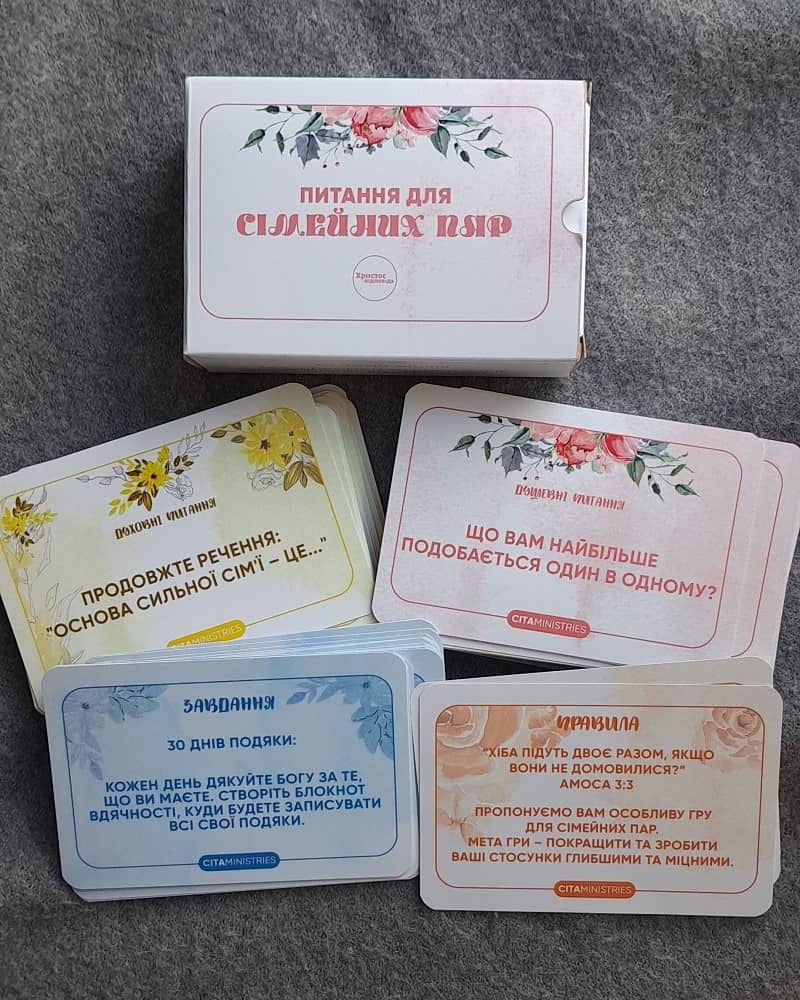 ПИТАННЯ ДЛЯ
СІМЕЙНИХ ПАР
Христос
відповідь
ДУХОВНІ ПИТАННЯ
ПРОДОВЖТЕ РЕЧЕННЯ:
"ОСНОВА СИЛЬНОЇ СІМ'Ї – ЦЕ..."
CITAMINISTRIES
ДУШЕВНІ ПИТАННЯ
ЩО ВАМ НАЙБІЛЬШЕ
ПОДОБАЄТЬСЯ ОДИН В ОДНОМУ?
CITAMINISTRIES
ЗАВДАННЯ
30 ДНІВ ПОДЯКИ:
КОЖЕН ДЕНЬ ДЯКУЙТЕ БОГУ ЗА ТЕ,
ЩО ВИ МАЄТЕ. СТВОРІТЬ БЛОКНОТ
ВДЯЧНОСТІ, КУДИ БУДЕТЕ ЗАПИСУВАТИ
ВСІ СВОЇ ПОДЯКИ.
CITAMINISTRIES
ПРАВИЛА
"ХІБА ПІДУТЬ ДВОЄ РАЗОМ, ЯКЩО
ВОНИ НЕ ДОМОВИЛИСЯ?"
АМОСА 3:3
ПРОПОНУЄМО ВАМ ОСОБЛИВУ ГРУ
ДЛЯ СІМЕЙНИХ ПАР.
МЕТА ГРИ – ПОКРАЩИТИ ТА ЗРОБИТИ
ВАШІ СТОСУНКИ ГЛИБШИМИ ТА МІЦНИМИ.
CITAMINISTRIES